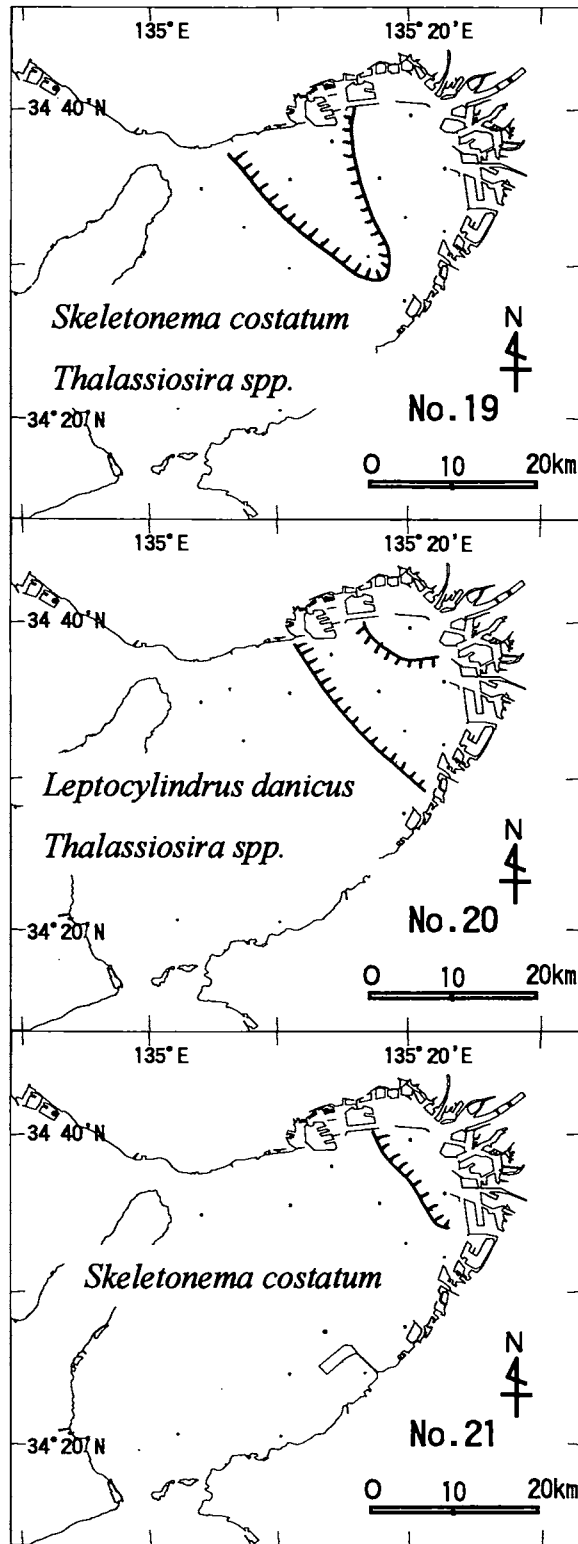 135°E 135°20'E
34°40'N
Skeletonema costatum
Thalassiosira spp.
N
34°20'N
No.19
0 10 20km
135°E 135°20'E
34°40'N
Leptocylindrus danicus
Thalassiosira spp.
N
No.20
34°20'N
0 10 20km
135°E 135°20'E
34°40'N
Skeletonema costatum
N
34°20'N
No.21
0 10 20km